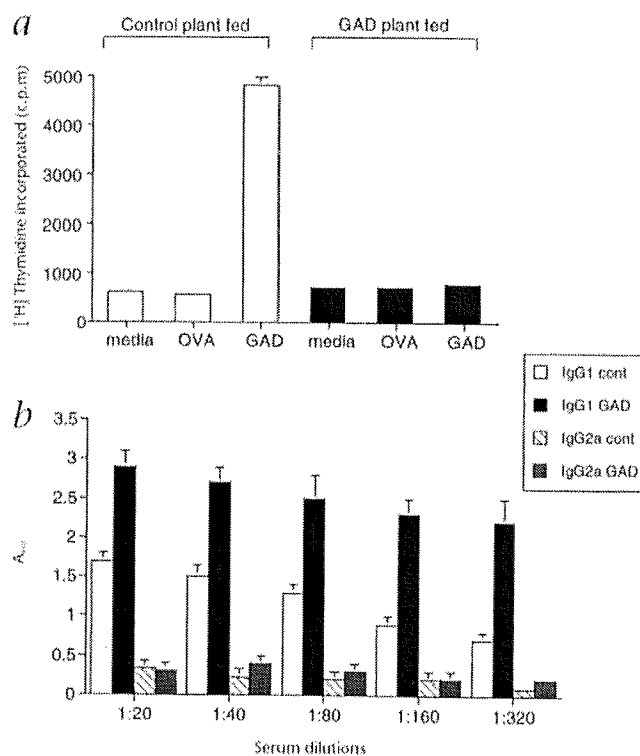 a
Control plant fed
GAD plant fed
[³H] Thymidine incorporated (c.p.m)
5000
4000
3000
2000
1000
0
media OVA GAD media OVA GAD
IgG1 cont
IgG1 GAD
IgG2a cont
IgG2a GAD
b
3.5
3
2.5
2
1.5
1
0.5
0
1:20 1:40 1:80 1:160 1:320
Serum dilutions